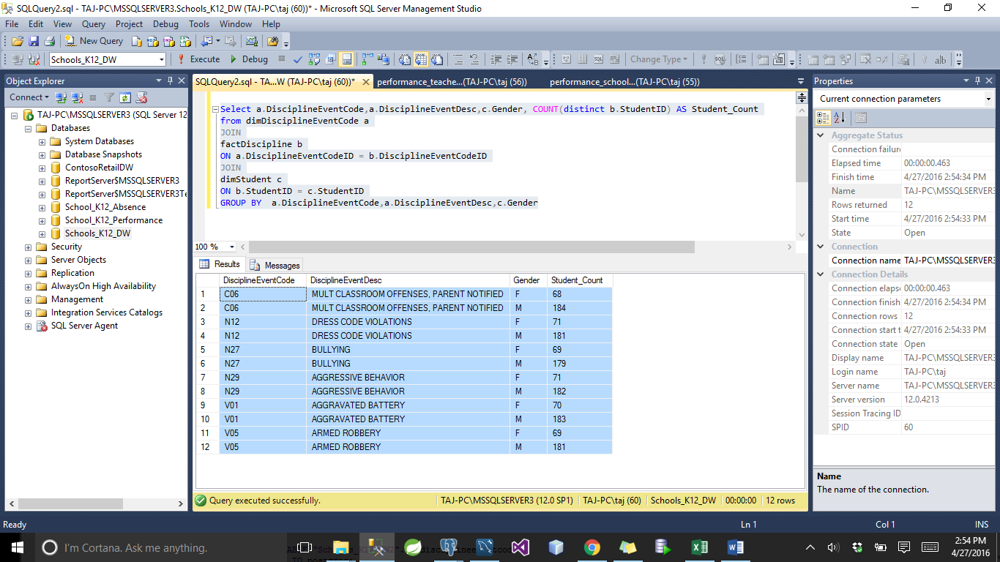 SQLQuery2.sql - TAJ-PC\MSSQLSERVER3.Schools_K12_DW (TAJ-PC\taj (60))* - Microsoft SQL Server Management Studio
File Edit View Query Project Debug Tools Window Help
New Query
Schools_K12_DW Execute Debug Change Type
Object Explorer
Connect
TAJ-PC\MSSQLSERVER3 (SQL Server 12
Databases
System Databases
Database Snapshots
ContosoRetailDW
ReportServer$MSSQLSERVER3
ReportServer$MSSQLSERVER3Te
School_K12_Absence
School_K12_Performance
Schools_K12_DW
Security
Server Objects
Replication
AlwaysOn High Availability
Management
Integration Services Catalogs
SQL Server Agent
SQLQuery2.sql - TA...W (TAJ-PC\taj (60))* performance_teache...(TAJ-PC\taj (56)) performance_school...(TAJ-PC\taj (55))
Select a.DisciplineEventCode,a.DisciplineEventDesc,c.Gender, COUNT(distinct b.StudentID) AS Student_Count
from dimDisciplineEventCode a
JOIN
factDiscipline b
ON a.DisciplineEventCodeID = b.DisciplineEventCodeID
JOIN
dimStudent c
ON b.StudentID = c.StudentID
GROUP BY a.DisciplineEventCode,a.DisciplineEventDesc,c.Gender
100 %
Results Messages
DisciplineEventCode DisciplineEventDesc Gender Student_Count
1 C06 MULT CLASSROOM OFFENSES, PARENT NOTIFIED F 68
2 C06 MULT CLASSROOM OFFENSES, PARENT NOTIFIED M 184
3 N12 DRESS CODE VIOLATIONS F 71
4 N12 DRESS CODE VIOLATIONS M 181
5 N27 BULLYING F 69
6 N27 BULLYING M 179
7 N29 AGGRESSIVE BEHAVIOR F 71
8 N29 AGGRESSIVE BEHAVIOR M 182
9 V01 AGGRAVATED BATTERY F 70
10 V01 AGGRAVATED BATTERY M 183
11 V05 ARMED ROBBERY F 69
12 V05 ARMED ROBBERY M 181
Query executed successfully. TAJ-PC\MSSQLSERVER3 (12.0 SP1) TAJ-PC\taj (60) Schools_K12_DW 00:00:00 12 rows
Properties
Current connection parameters
Aggregate Status
Connection failure
Elapsed time 00:00:00.463
Finish time 4/27/2016 2:54:34 PM
Name TAJ-PC\MSSQLSERVER3
Rows returned 12
Start time 4/27/2016 2:54:33 PM
State Open
Connection
Connection name TAJ-PC\MSSQLSERVER3
Connection Details
Connection elaps 00:00:00.463
Connection finish 4/27/2016 2:54:34 PM
Connection rows 12
Connection start t 4/27/2016 2:54:33 PM
Connection state Open
Display name TAJ-PC\MSSQLSERVER3
Login name TAJ-PC\taj
Server name TAJ-PC\MSSQLSERVER3
Server version 12.0.4213
Session Tracing ID
SPID 60
Name
The name of the connection.
Ready Ln 1 Col 1 INS
I'm Cortana. Ask me anything.
2:54 PM
4/27/2016